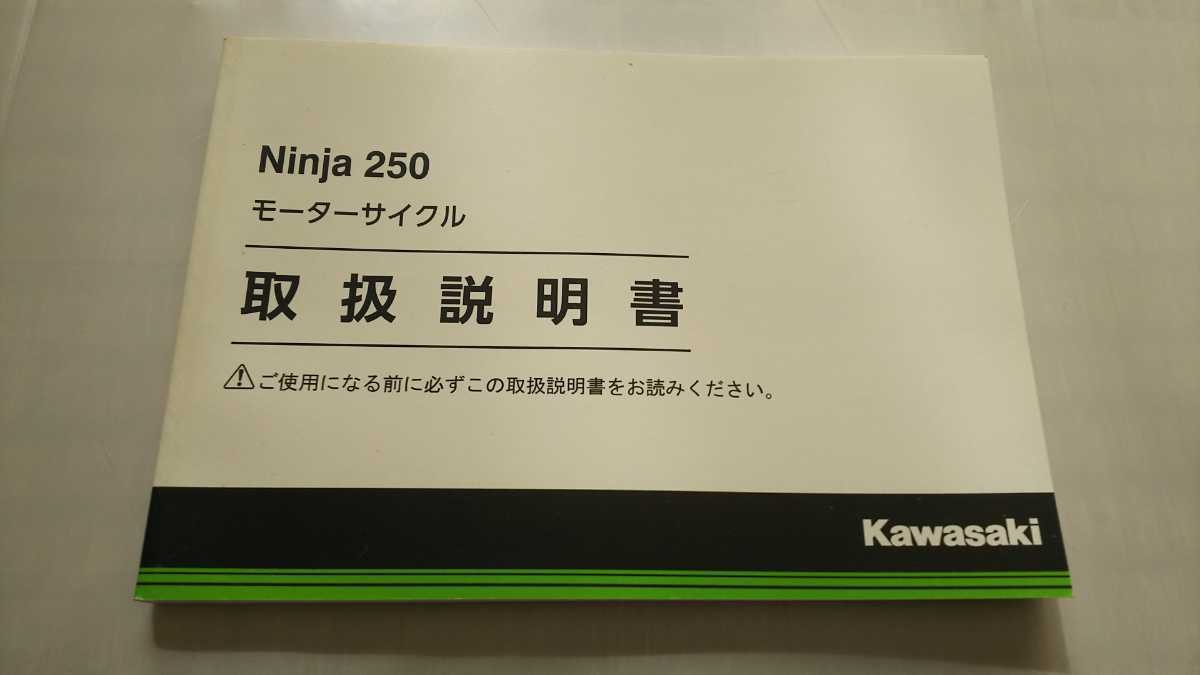 Ninja 250
モーターサイクル
取扱説明書
⚠ご使用になる前に必ずこの取扱説明書をお読みください。
Kawasaki